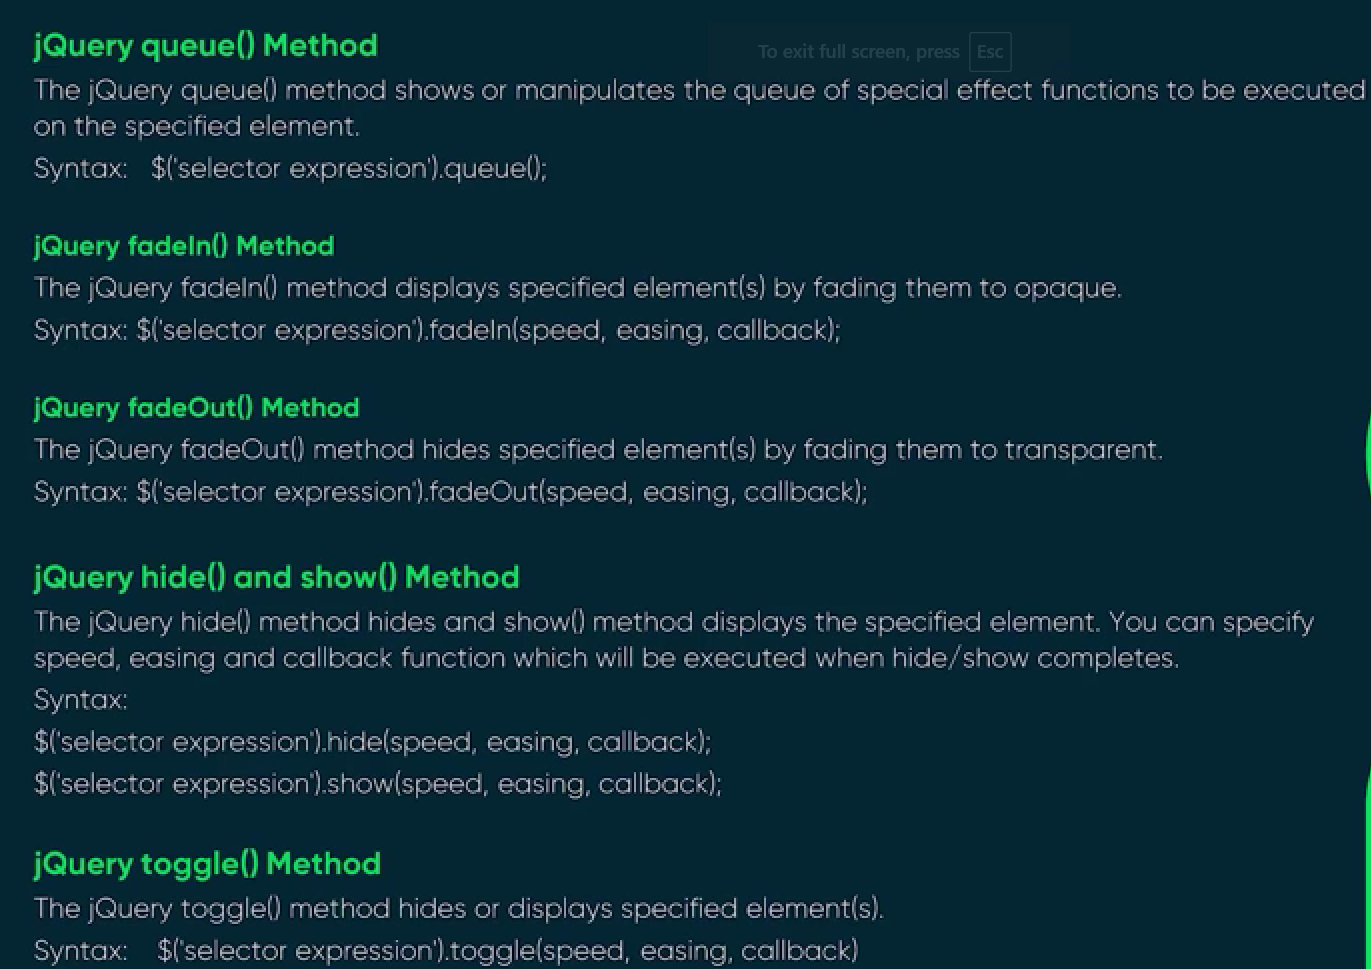 jQuery queue() Method
To exit full screen, press Esc
The jQuery queue() method shows or manipulates the queue of special effect functions to be executed
on the specified element.
Syntax: $('selector expression').queue();
jQuery fadeIn() Method
The jQuery fadeIn() method displays specified element(s) by fading them to opaque.
Syntax: $('selector expression').fadeIn(speed, easing, callback);
jQuery fadeOut() Method
The jQuery fadeOut() method hides specified element(s) by fading them to transparent.
Syntax: $('selector expression').fadeOut(speed, easing, callback);
jQuery hide() and show() Method
The jQuery hide() method hides and show() method displays the specified element. You can specify
speed, easing and callback function which will be executed when hide/show completes.
Syntax:
$('selector expression').hide(speed, easing, callback);
$('selector expression').show(speed, easing, callback);
jQuery toggle() Method
The jQuery toggle() method hides or displays specified element(s).
Syntax: $('selector expression').toggle(speed, easing, callback)